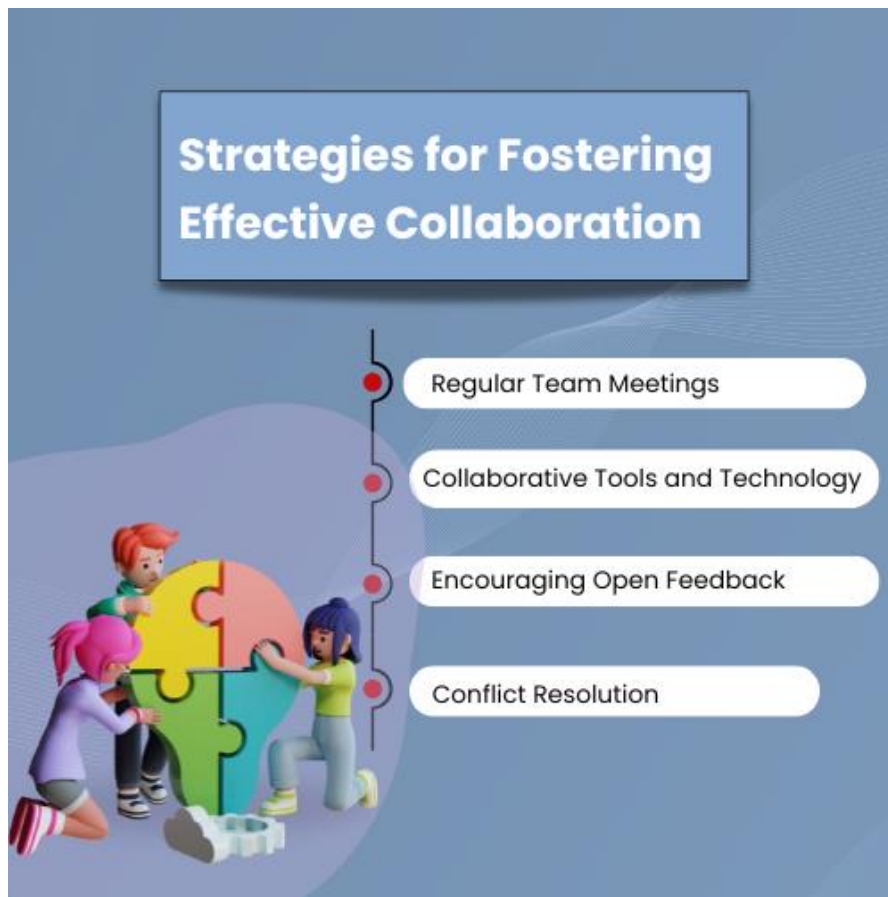 Strategies for Fostering
Effective Collaboration
Regular Team Meetings
Collaborative Tools and Technology
Encouraging Open Feedback
Conflict Resolution